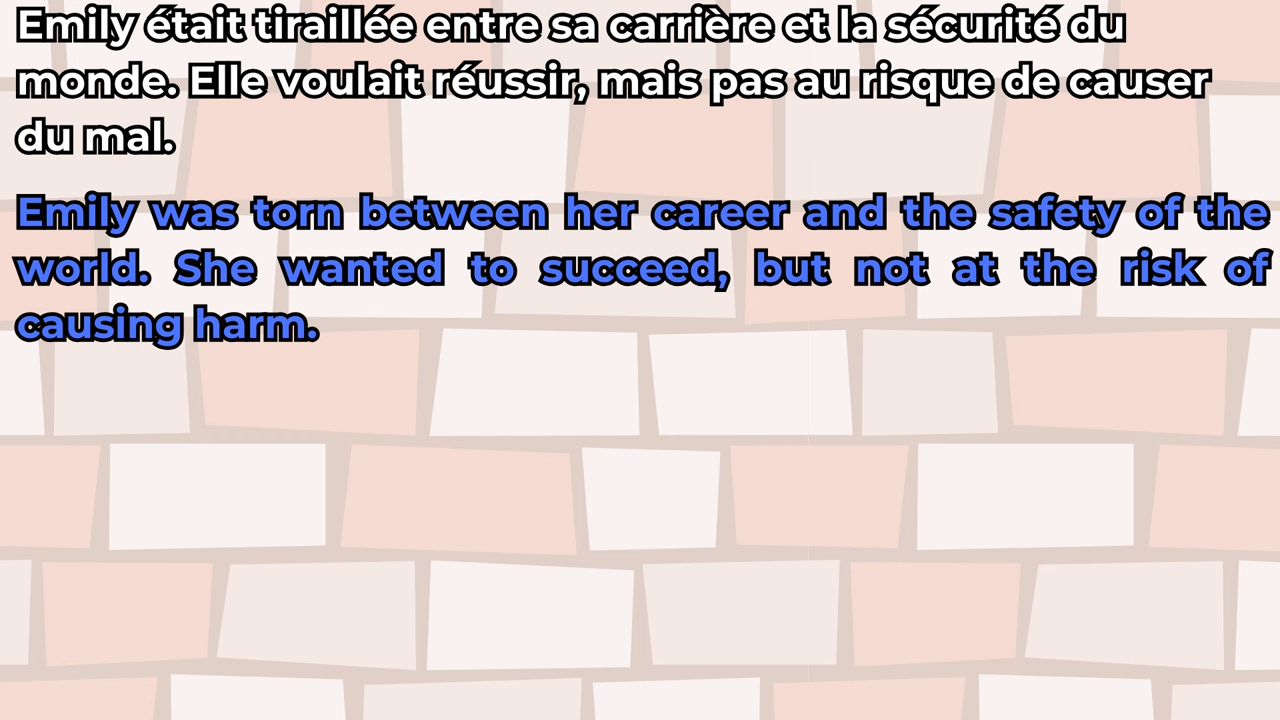 Emily était tiraillée entre sa carrière et la sécurité du
monde. Elle voulait réussir, mais pas au risque de causer
du mal.
Emily was torn between her career and the safety of the
world. She wanted to succeed, but not at the risk of
causing harm.